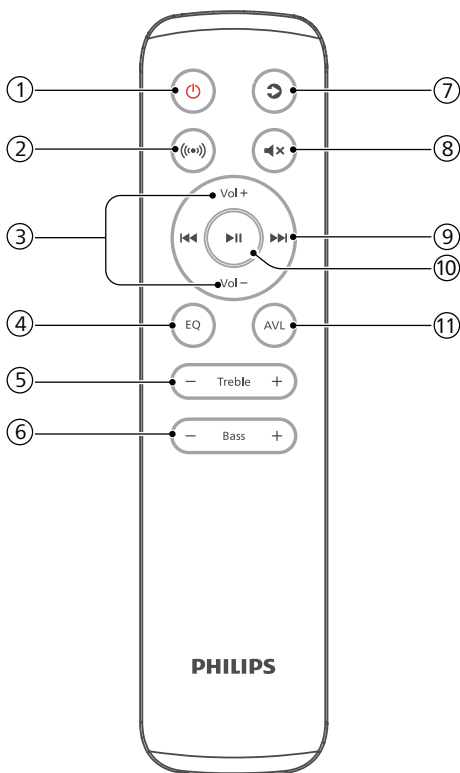 1
7
2
8
Vol +
3
9
10
Vol −
4
EQ
AVL
11
5
− Treble +
6
− Bass +
PHILIPS